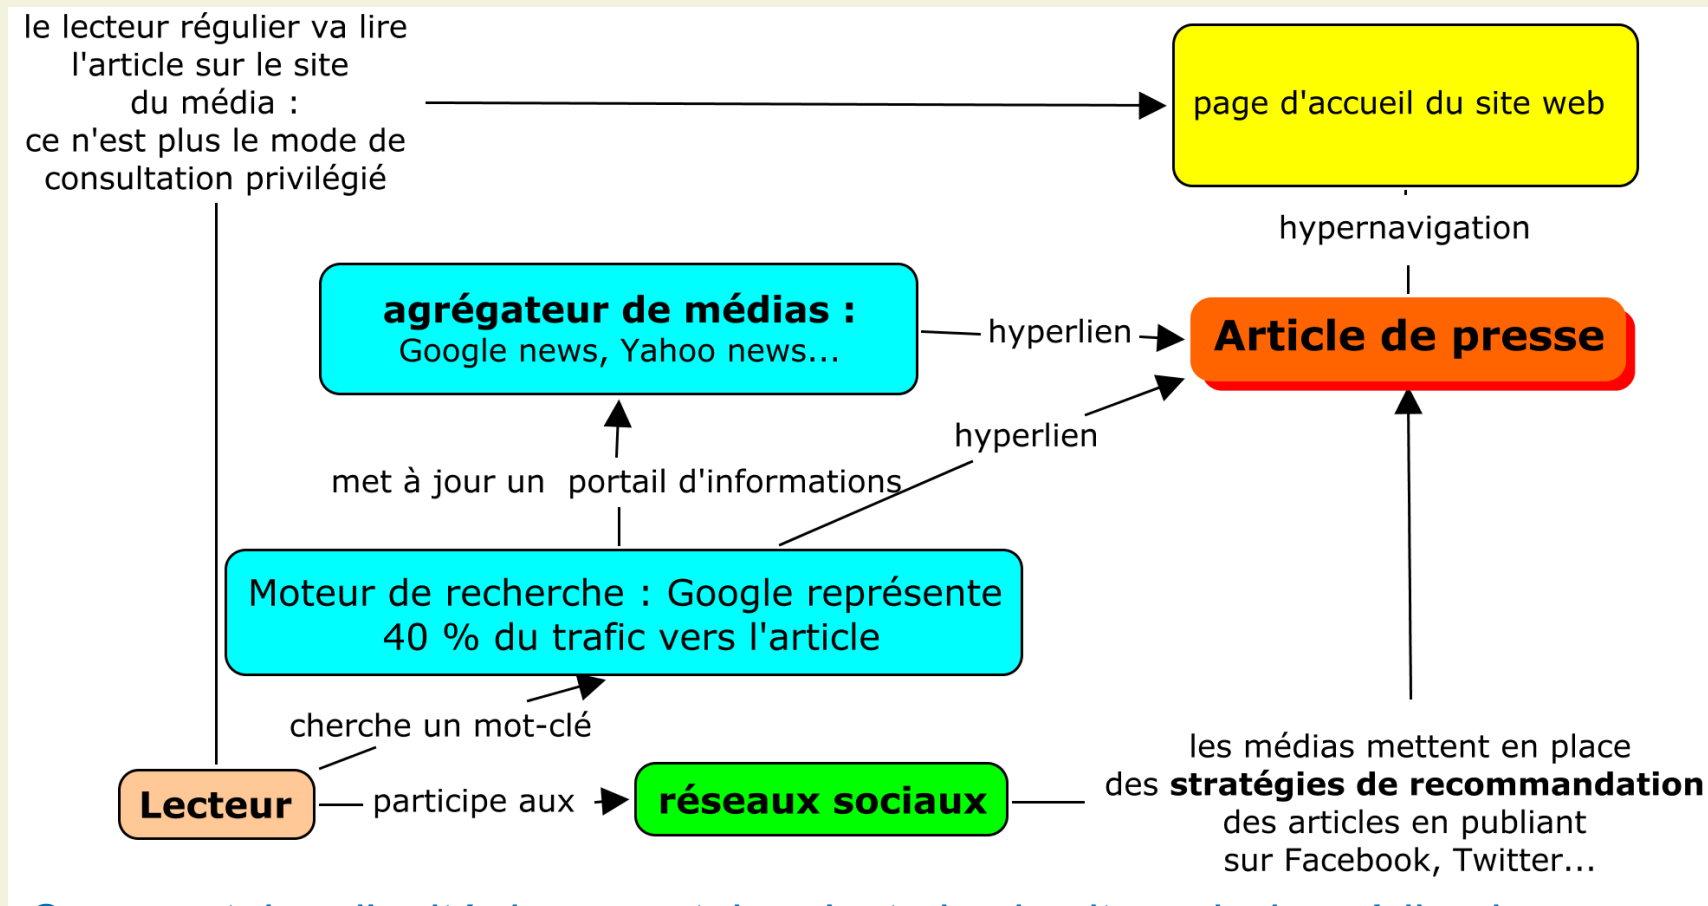 le lecteur régulier va lire
l'article sur le site
du média :
ce n'est plus le mode de
consultation privilégié
page d'accueil du site web
hypernavigation
agrégateur de médias :
Google news, Yahoo news...
hyperlien
Article de presse
hyperlien
met à jour un portail d'informations
Moteur de recherche : Google représente
40 % du trafic vers l'article
cherche un mot-clé
Lecteur
participe aux
réseaux sociaux
les médias mettent en place
des stratégies de recommandation
des articles en publiant
sur Facebook, Twitter...